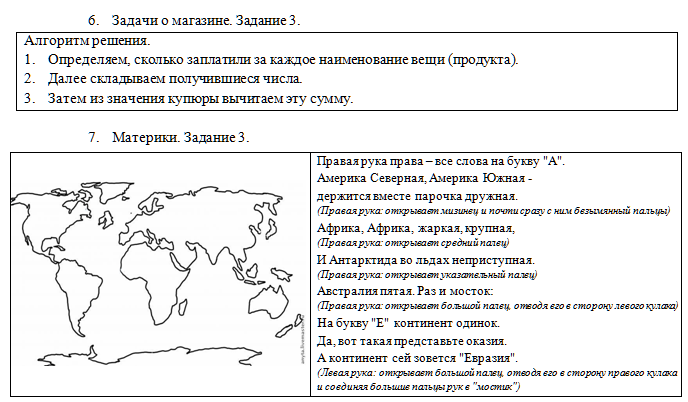 6. Задачи о магазине. Задание 3.
Алгоритм решения.
1. Определяем, сколько заплатили за каждое наименование вещи (продукта).
2. Далее складываем получившиеся числа.
3. Затем из значения купюры вычитаем эту сумму.
7. Материки. Задание 3.
Правая рука права – все слова на букву "А".
Америка Северная, Америка Южная -
держится вместе парочка дружная.
(Правая рука: открывает мизинец и почти сразу с ним безымянный пальцы)
Африка, Африка, жаркая, крупная,
(Правая рука: открывает средний палец)
И Антарктида во льдах неприступная.
(Правая рука: открывает указательный палец)
Австралия пятая. Раз и мосток:
(Правая рука: открывает большой палец, отводя его в сторону левого кулака)
На букву "Е" континент одинок.
Да, вот такая представьте оказия.
А континент сей зовется "Евразия".
(Левая рука: открывает большой палец, отводя его в сторону правого кулака
и соединяя большие пальцы рук в "мостик")